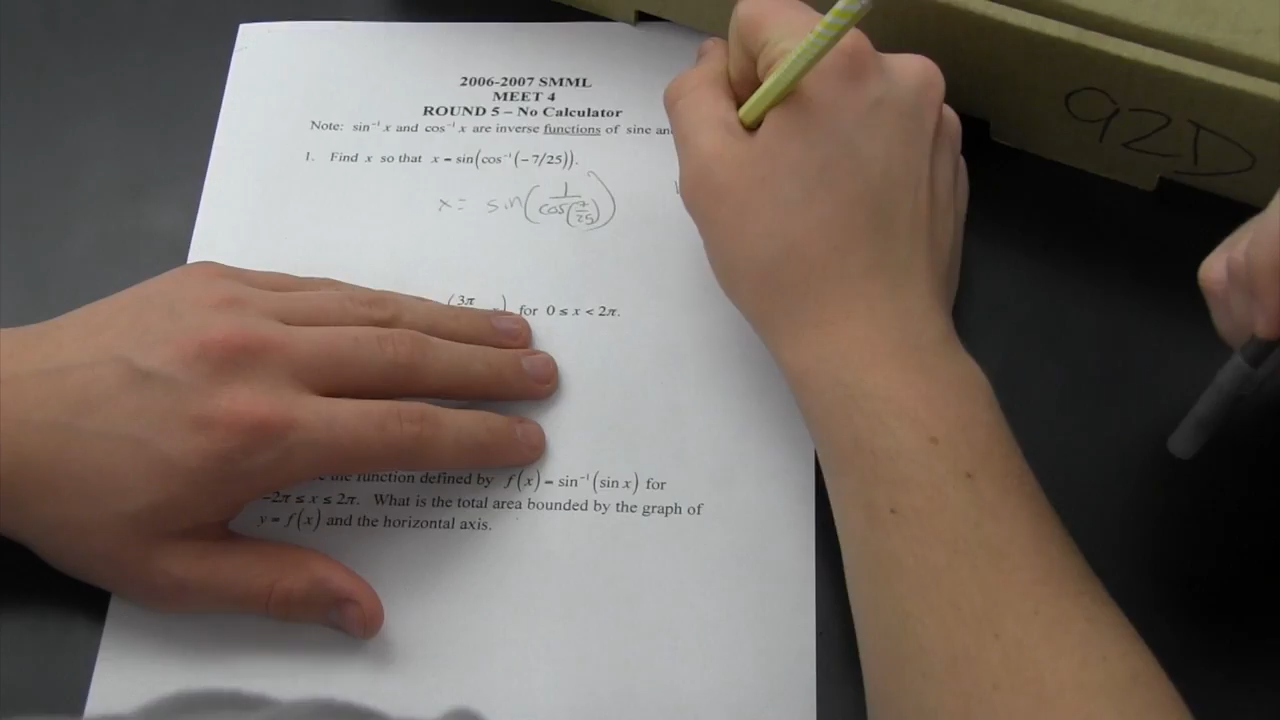 2006-2007 SMML
MEET 4
ROUND 5 – No Calculator
Note: sin⁻¹ x and cos⁻¹ x are inverse functions of sine an
1. Find x so that x = sin(cos⁻¹(−7/25)).
x = sin(1/cos(7/25))
(3π
for 0 ≤ x < 2π.
the function defined by f(x) = sin⁻¹(sin x) for
−2π ≤ x ≤ 2π. What is the total area bounded by the graph of
y = f(x) and the horizontal axis.
92D